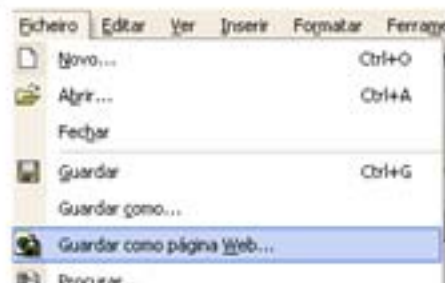 Ficheiro Editar Ver Inserir Formatar
Novo... Ctrl+O
Abrir... Ctrl+A
Fechar
Guardar Ctrl+G
Guardar como...
Guardar como página Web...
Procurar...